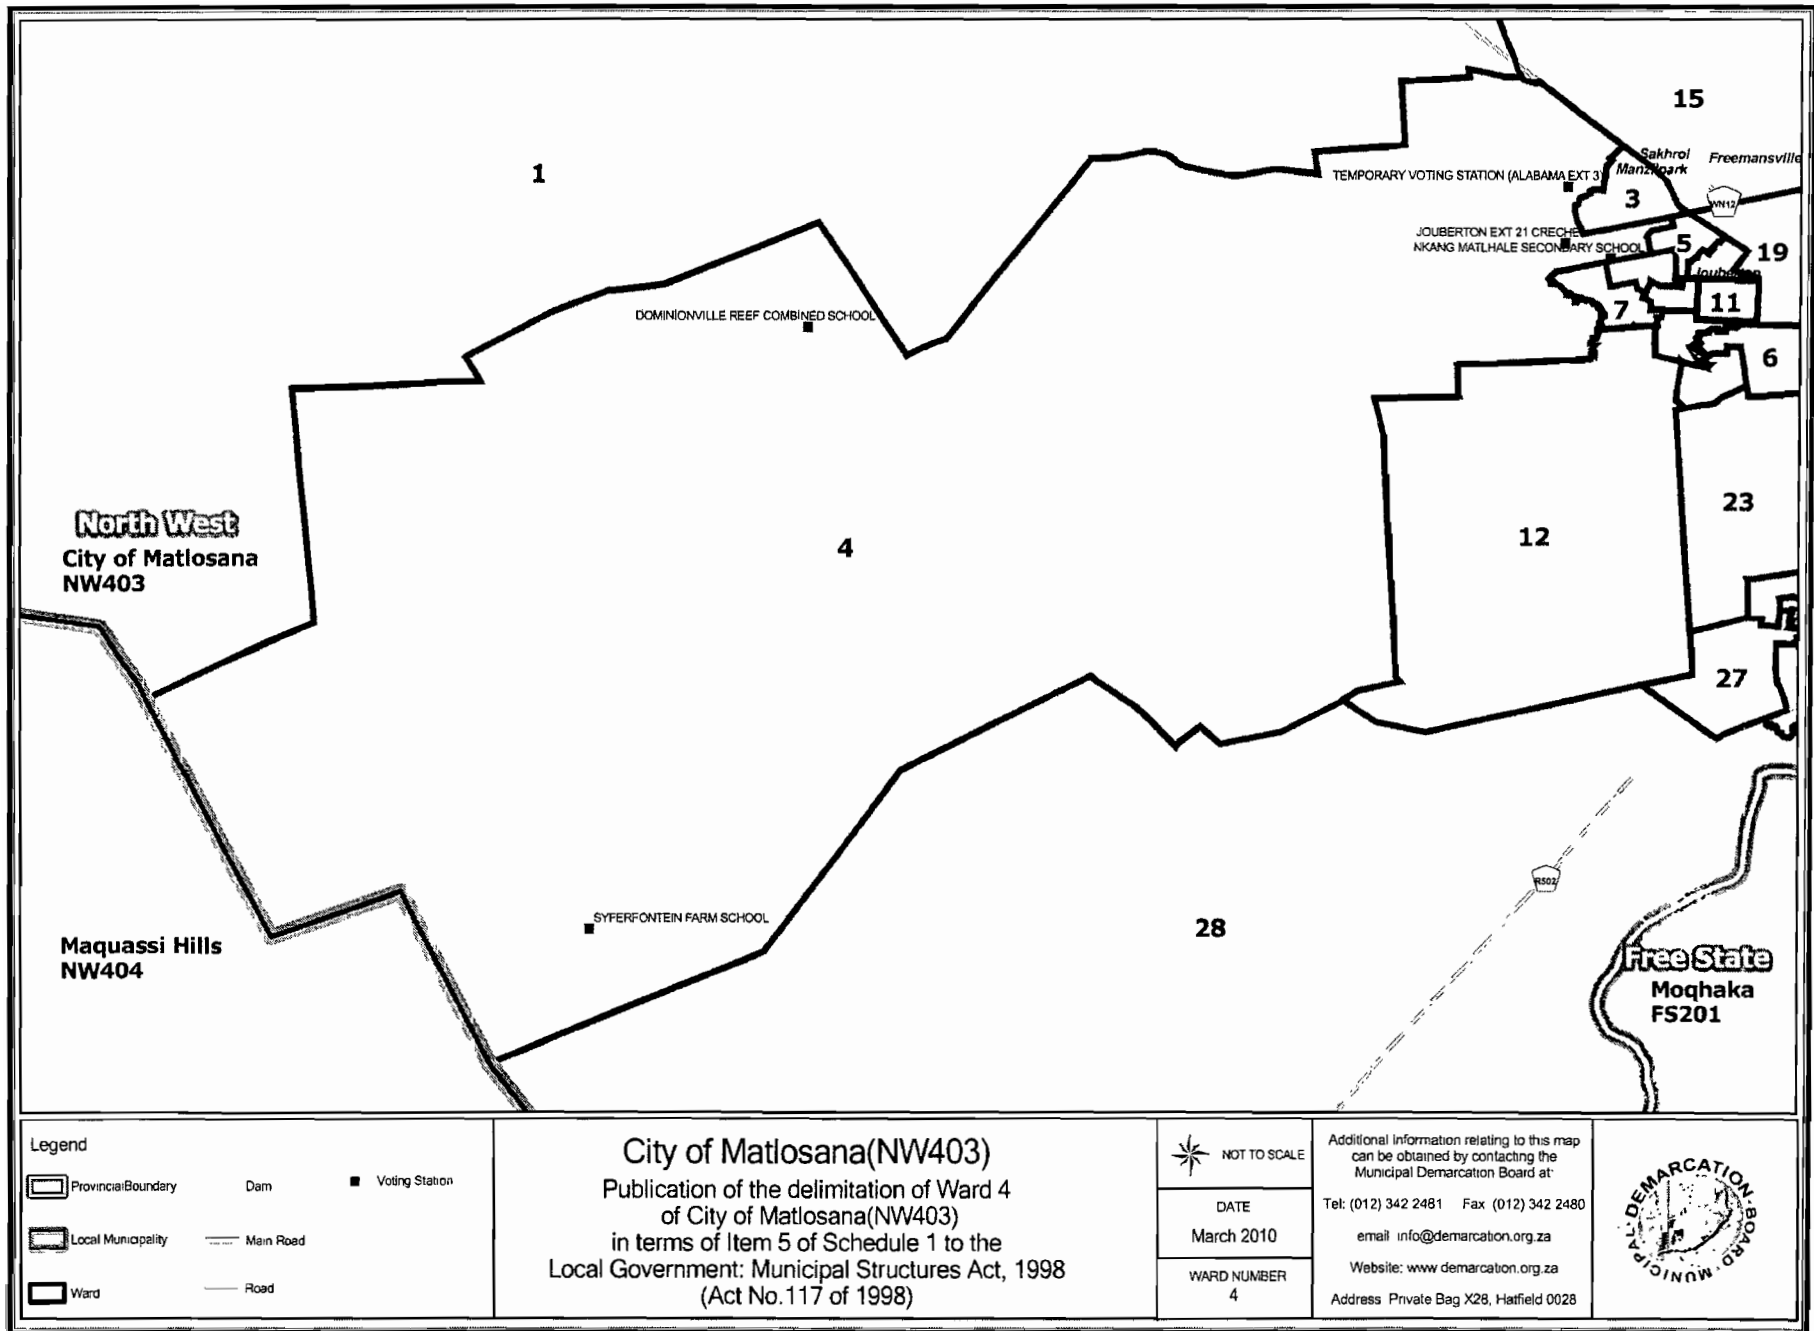 1
15
Sakhrol
Manzilpark
Freemansville
TEMPORARY VOTING STATION (ALABAMA EXT 3)
3
WN12
JOUBERTON EXT 21 CRECHE
NKANG MATLHALE SECONDARY SCHOOL
5
19
Jouberton
DOMINIONVILLE REEF COMBINED SCHOOL
7
11
6
North West
City of Matlosana
NW403
4
12
23
27
SYFERFONTEIN FARM SCHOOL
28
R502
Maquassi Hills
NW404
Free State
Moqhaka
FS201
Legend
Provincial Boundary
Dam
Voting Station
Local Municipality
Main Road
Ward
Road
City of Matlosana(NW403)
Publication of the delimitation of Ward 4
of City of Matlosana(NW403)
in terms of Item 5 of Schedule 1 to the
Local Government: Municipal Structures Act, 1998
(Act No.117 of 1998)
NOT TO SCALE
DATE
March 2010
WARD NUMBER
4
Additional Information relating to this map
can be obtained by contacting the
Municipal Demarcation Board at
Tel: (012) 342 2481 Fax (012) 342 2480
email info@demarcation.org.za
Website: www demarcation.org.za
Address Private Bag X28, Hatfield 0028
MUNICIPAL DEMARCATION BOARD